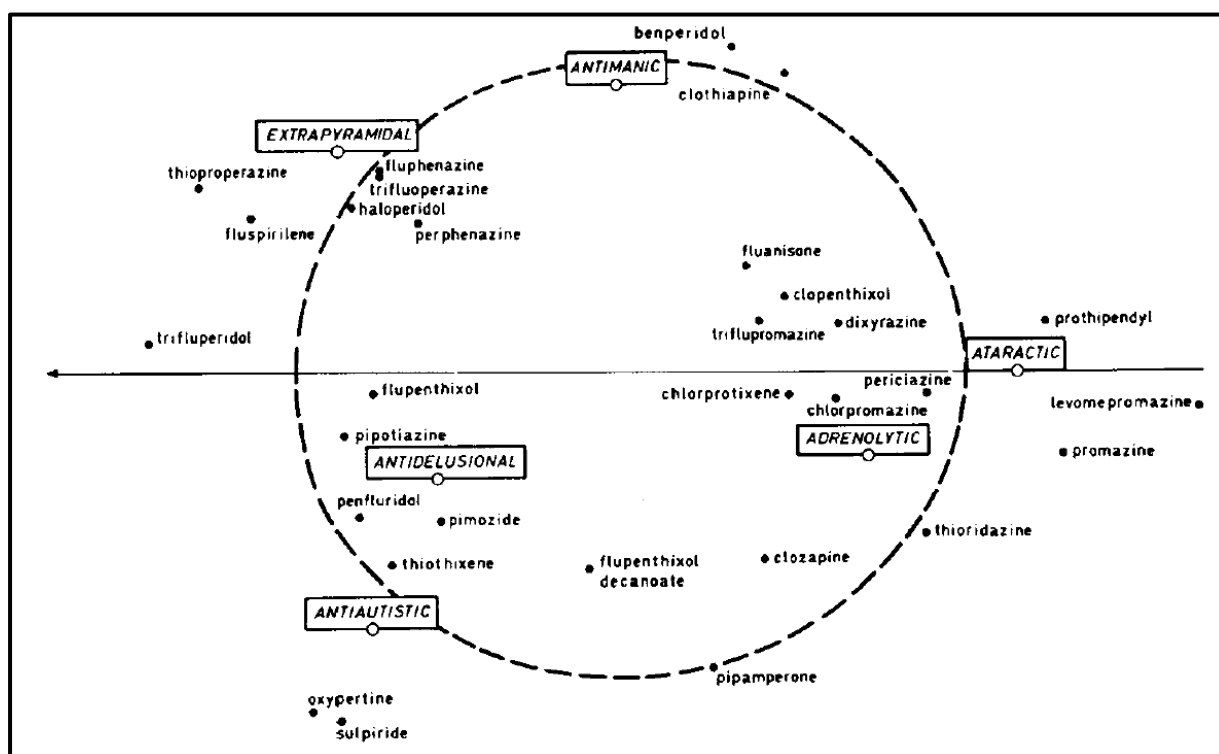 benperidol
ANTIMANIC
clothiapine
EXTRAPYRAMIDAL
fluphenazine
thioproperazine
trifluoperazine
haloperidol
fluspirilene
perphenazine
fluanisone
clopenthixol
triflupromazine
dixyrazine
prothipendyl
trifluperidol
ATARACTIC
flupenthixol
chlorprotixene
periciazine
chlorpromazine
levomepromazine
pipotiazine
ADRENOLYTIC
promazine
ANTIDELUSIONAL
penfluridol
pimozide
thioridazine
thiothixene
flupenthixol
decanoate
clozapine
ANTIAUTISTIC
pipamperone
oxypertine
sulpiride